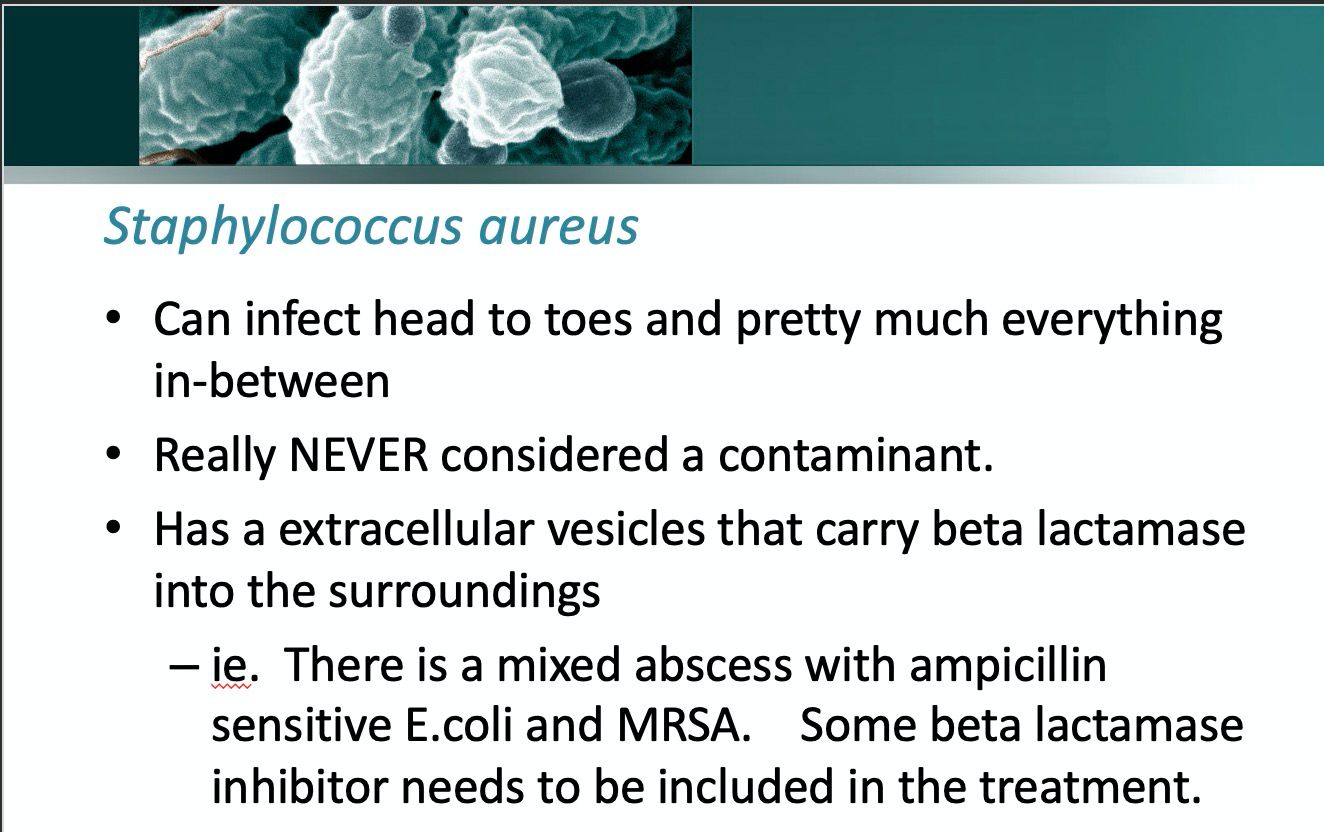 Staphylococcus aureus
• Can infect head to toes and pretty much everything
in-between
• Really NEVER considered a contaminant.
• Has a extracellular vesicles that carry beta lactamase
into the surroundings
– ie.  There is a mixed abscess with ampicillin
sensitive E.coli and MRSA.    Some beta lactamase
inhibitor needs to be included in the treatment.